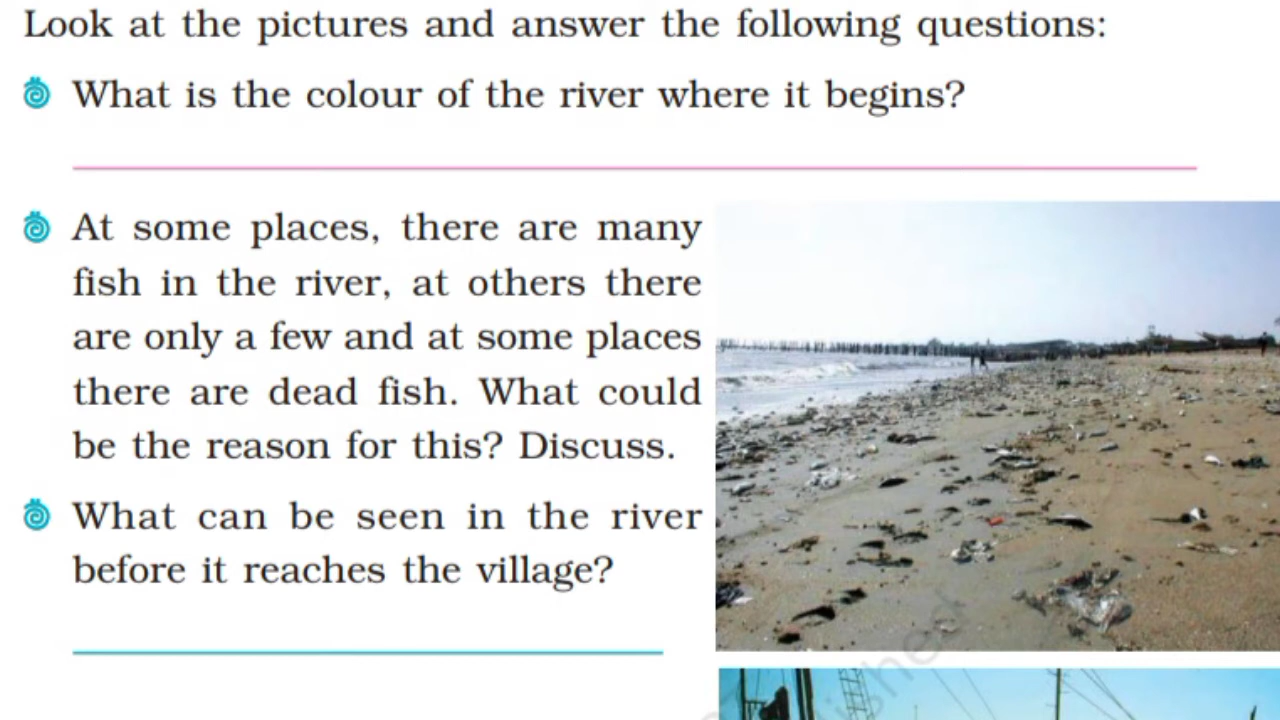 Look at the pictures and answer the following questions:
What is the colour of the river where it begins?
At some places, there are many
fish in the river, at others there
are only a few and at some places
there are dead fish. What could
be the reason for this? Discuss.
What can be seen in the river
before it reaches the village?